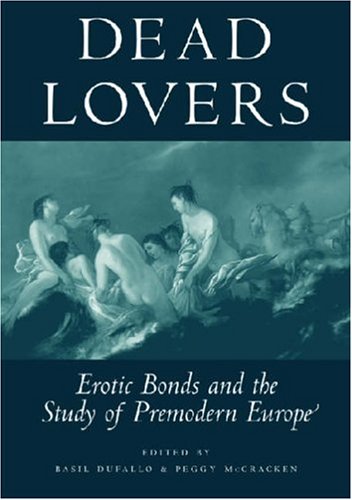 DEAD
LOVERS
Erotic Bonds and the
Study of Premodern Europe
EDITED BY
BASIL DUFALLO & PEGGY McCRACKEN